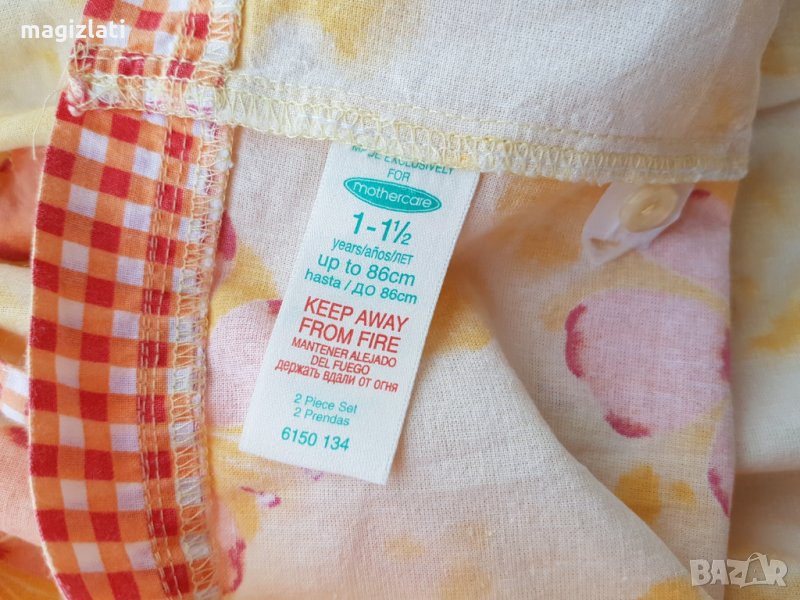 magizlati
MADE EXCLUSIVELY
FOR
mothercare
1-1½
years/años/ЛЕТ
up to 86cm
hasta / ДО 86cm
KEEP AWAY
FROM FIRE
MANTENER ALEJADO
DEL FUEGO
держать вдали от огня
2 Piece Set
2 Prendas
6150 134
BAZAR